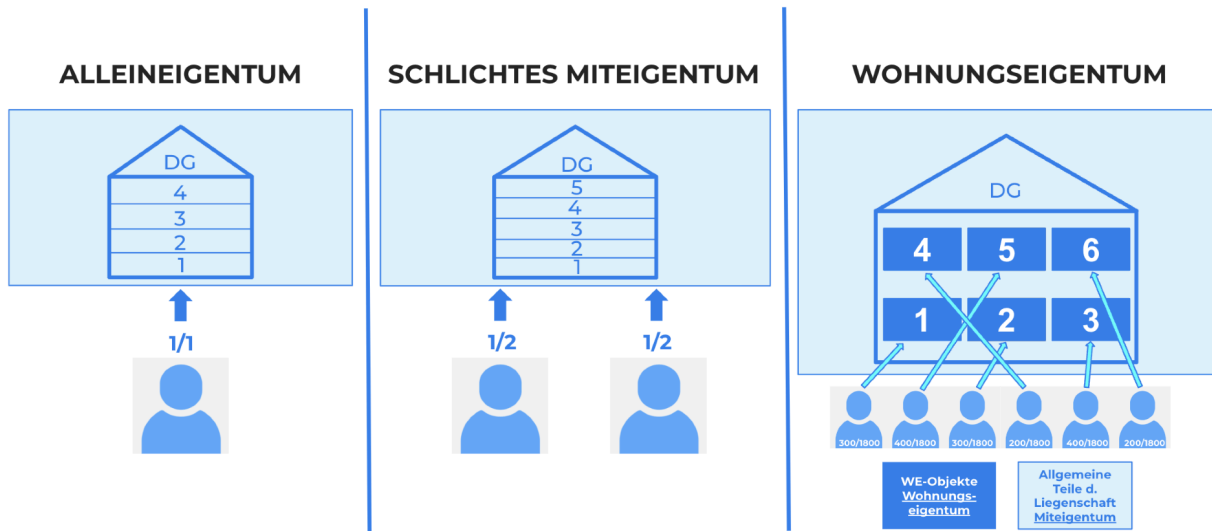 ALLEINEIGENTUM
DG
4
3
2
1
1/1
SCHLICHTES MITEIGENTUM
DG
5
4
3
2
1
1/2
1/2
WOHNUNGSEIGENTUM
DG
4 5 6
1 2 3
300/1800 400/1800 300/1800 200/1800 400/1800 200/1800
WE-Objekte
Wohnungs-
eigentum
Allgemeine
Teile d.
Liegenschaft
Miteigentum